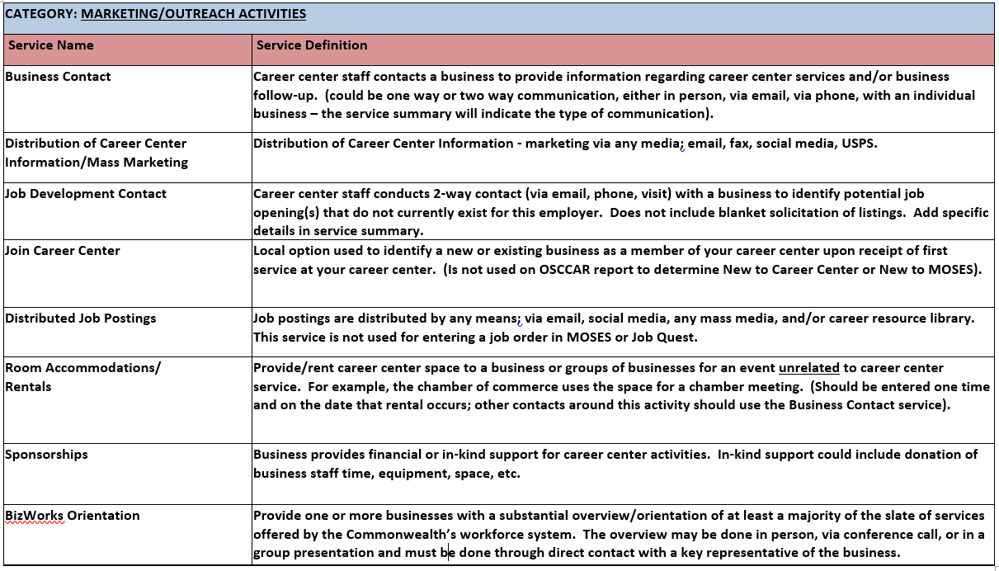 CATEGORY: MARKETING/OUTREACH ACTIVITIES
Service Name
Service Definition
Business Contact
Career center staff contacts a business to provide information regarding career center services and/or business
follow-up.  (could be one way or two way communication, either in person, via email, via phone, with an individual
business – the service summary will indicate the type of communication).
Distribution of Career Center
Information/Mass Marketing
Distribution of Career Center Information - marketing via any media; email, fax, social media, USPS.
Job Development Contact
Career center staff conducts 2-way contact (via email, phone, visit) with a business to identify potential job
opening(s) that do not currently exist for this employer.  Does not include blanket solicitation of listings.  Add specific
details in service summary.
Join Career Center
Local option used to identify a new or existing business as a member of your career center upon receipt of first
service at your career center.  (Is not used on OSCCAR report to determine New to Career Center or New to MOSES).
Distributed Job Postings
Job postings are distributed by any means; via email, social media, any mass media, and/or career resource library.
This service is not used for entering a job order in MOSES or Job Quest.
Room Accommodations/
Rentals
Provide/rent career center space to a business or groups of businesses for an event unrelated to career center
service.  For example, the chamber of commerce uses the space for a chamber meeting.  (Should be entered one time
and on the date that rental occurs; other contacts around this activity should use the Business Contact service).
Sponsorships
Business provides financial or in-kind support for career center activities.  In-kind support could include donation of
business staff time, equipment, space, etc.
BizWorks Orientation
Provide one or more businesses with a substantial overview/orientation of at least a majority of the slate of services
offered by the Commonwealth’s workforce system.  The overview may be done in person, via conference call, or in a
group presentation and must be done through direct contact with a key representative of the business.